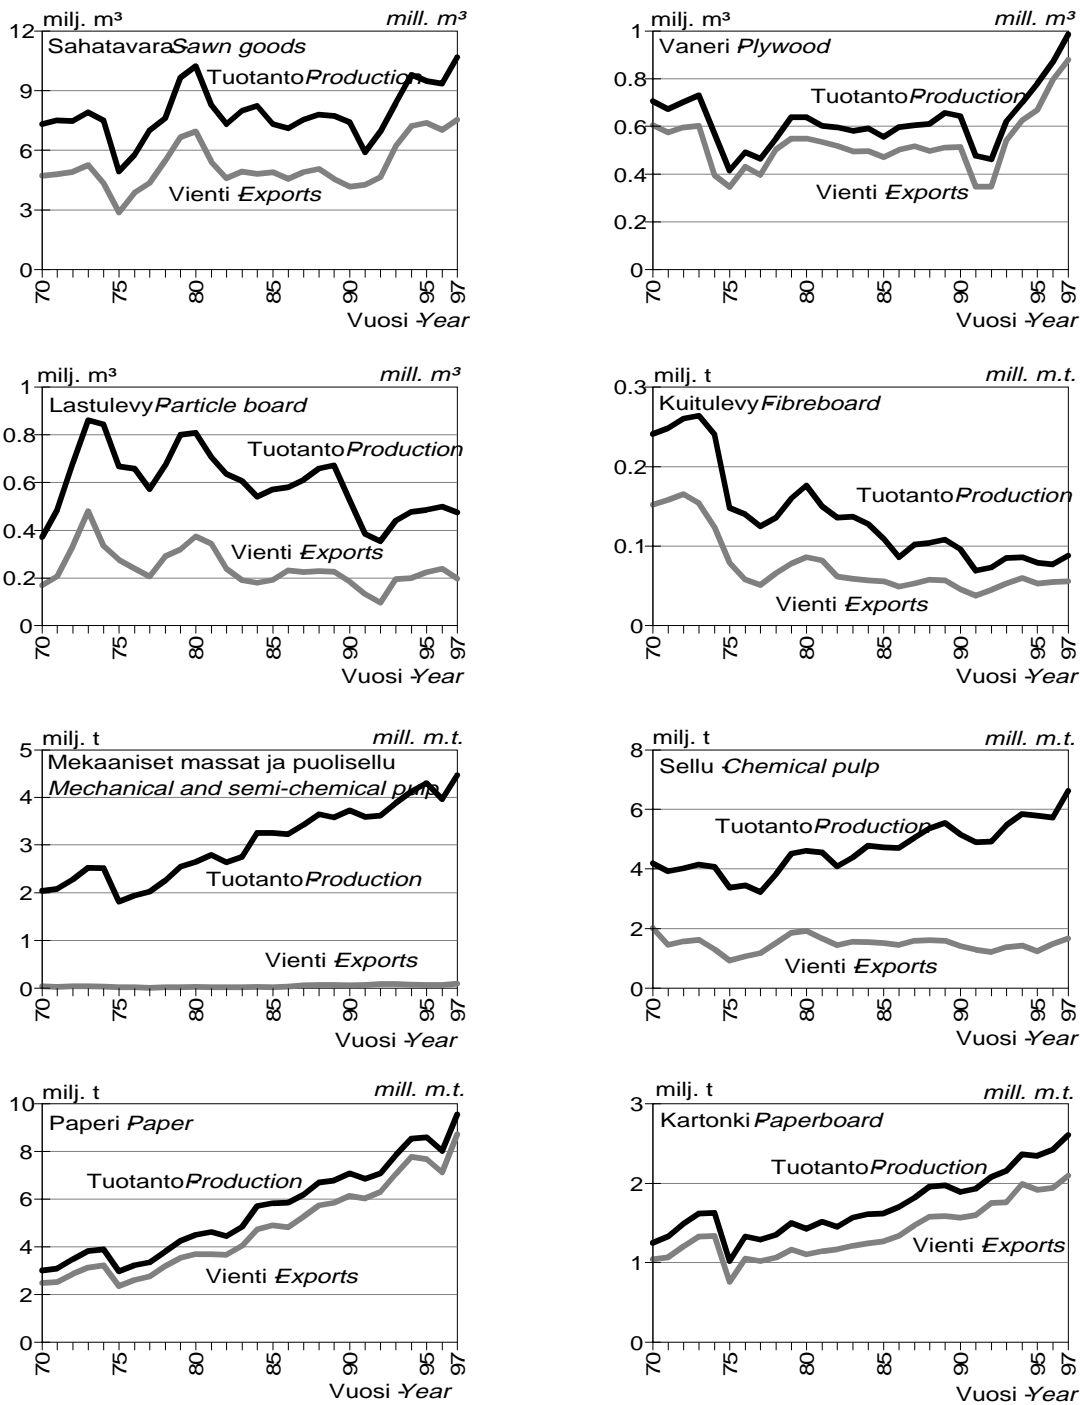 milj. m³ mill. m³
12
Sahatavara Sawn goods
Tuotanto Production
9
6
Vienti - Exports
3
0
70 75 80 85 90 95 97
Vuosi - Year
milj. m³ mill. m³
1
Vaneri - Plywood
0.8
Tuotanto Production
0.6
0.4
Vienti - Exports
0.2
0
70 75 80 85 90 95 97
Vuosi - Year
milj. m³ mill. m³
1
Lastulevy - Particle board
0.8
Tuotanto Production
0.6
0.4
Vienti - Exports
0.2
0
70 75 80 85 90 95 97
Vuosi - Year
milj. t mill. m.t.
0.3
Kuitulevy - Fibreboard
0.2
Tuotanto Production
0.1
Vienti - Exports
0
70 75 80 85 90 95 97
Vuosi - Year
milj. t mill. m.t.
5
Mekaaniset massat ja puolisellu
Mechanical and semi-chemical pulp
4
3
Tuotanto Production
2
1
Vienti - Exports
0
70 75 80 85 90 95 97
Vuosi - Year
milj. t mill. m.t.
8
Sellu - Chemical pulp
6
Tuotanto Production
4
2
Vienti - Exports
0
70 75 80 85 90 95 97
Vuosi - Year
milj. t mill. m.t.
10
Paperi - Paper
8
Tuotanto Production
6
4
Vienti - Exports
2
0
70 75 80 85 90 95 97
Vuosi - Year
milj. t mill. m.t.
3
Kartonki - Paperboard
Tuotanto Production
2
Vienti - Exports
1
0
70 75 80 85 90 95 97
Vuosi - Year